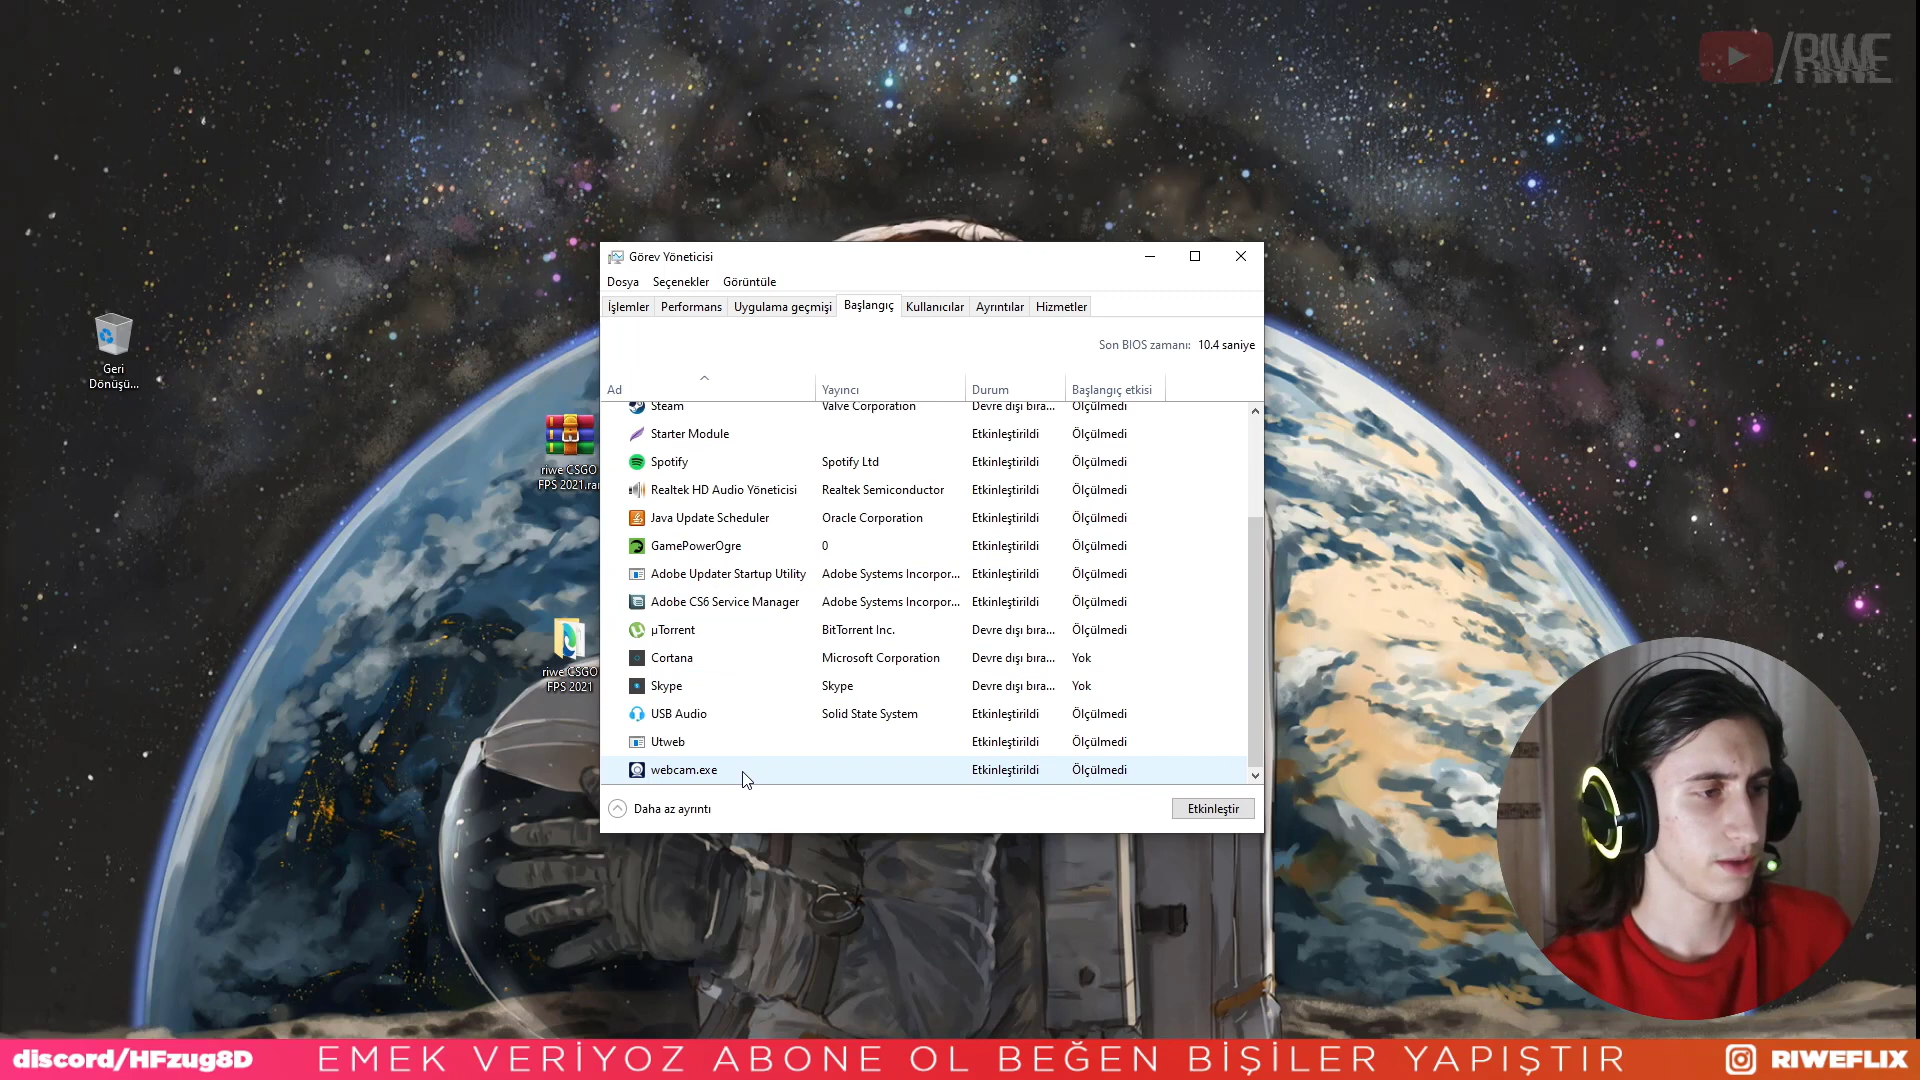 /RIWE
Görev Yöneticisi
Dosya Seçenekler Görüntüle
İşlemler Performans Uygulama geçmişi Başlangıç Kullanıcılar Ayrıntılar Hizmetler
Son BIOS zamanı: 10.4 saniye
Ad Yayıncı Durum Başlangıç etkisi
Steam Valve Corporation Devre dışı bıra... Ölçülmedi
Starter Module Etkinleştirildi Ölçülmedi
Spotify Spotify Ltd Etkinleştirildi Ölçülmedi
Realtek HD Audio Yöneticisi Realtek Semiconductor Etkinleştirildi Ölçülmedi
Java Update Scheduler Oracle Corporation Etkinleştirildi Ölçülmedi
GamePowerOgre 0 Etkinleştirildi Ölçülmedi
Adobe Updater Startup Utility Adobe Systems Incorpor... Etkinleştirildi Ölçülmedi
Adobe CS6 Service Manager Adobe Systems Incorpor... Etkinleştirildi Ölçülmedi
µTorrent BitTorrent Inc. Devre dışı bıra... Ölçülmedi
Cortana Microsoft Corporation Devre dışı bıra... Yok
Skype Skype Devre dışı bıra... Yok
USB Audio Solid State System Etkinleştirildi Ölçülmedi
Utweb Etkinleştirildi Ölçülmedi
webcam.exe Etkinleştirildi Ölçülmedi
Daha az ayrıntı Etkinleştir
Geri
Dönüşü...
riwe CSGO
FPS 2021.rar
riwe CSGO
FPS 2021
discord/HFzug8D EMEK VERİYOZ ABONE OL BEĞEN BİŞİLER YAPIŞTIR RIWEFLIX